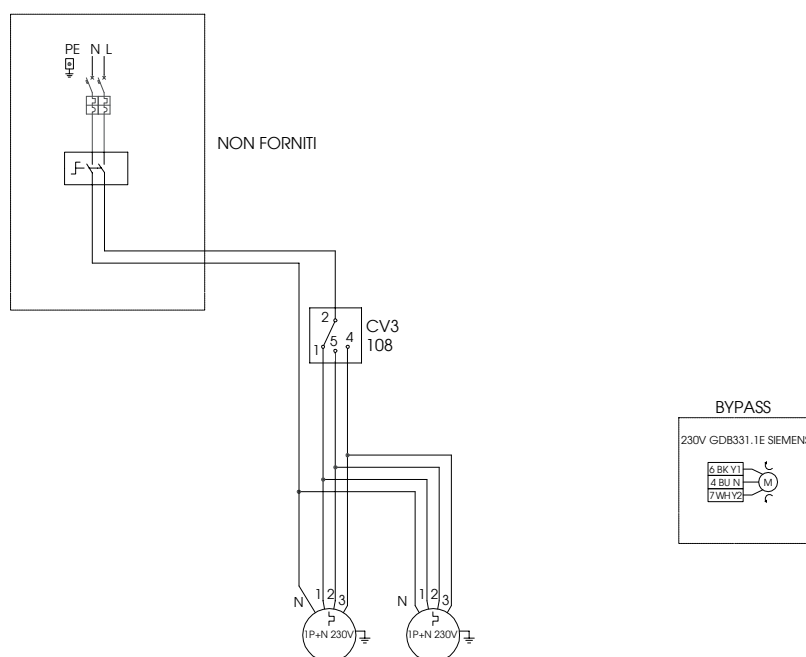 PE N L
NON FORNITI
2
1 5 4
CV3
108
BYPASS
230V GDB331.1E SIEMENS
6 BK Y1
4 BU N
7 WH Y2
M
N 1 2 3
1P+N 230V
N 1 2 3
1P+N 230V